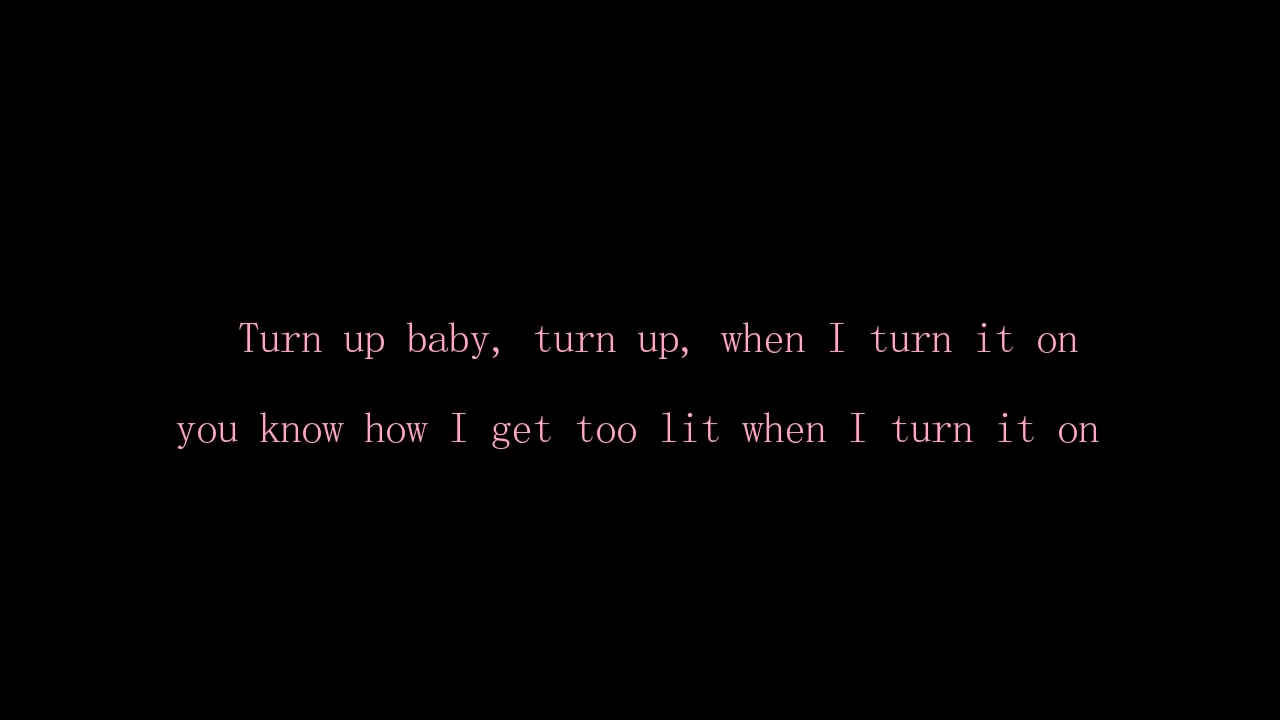 Turn up baby, turn up, when I turn it on
you know how I get too lit when I turn it on